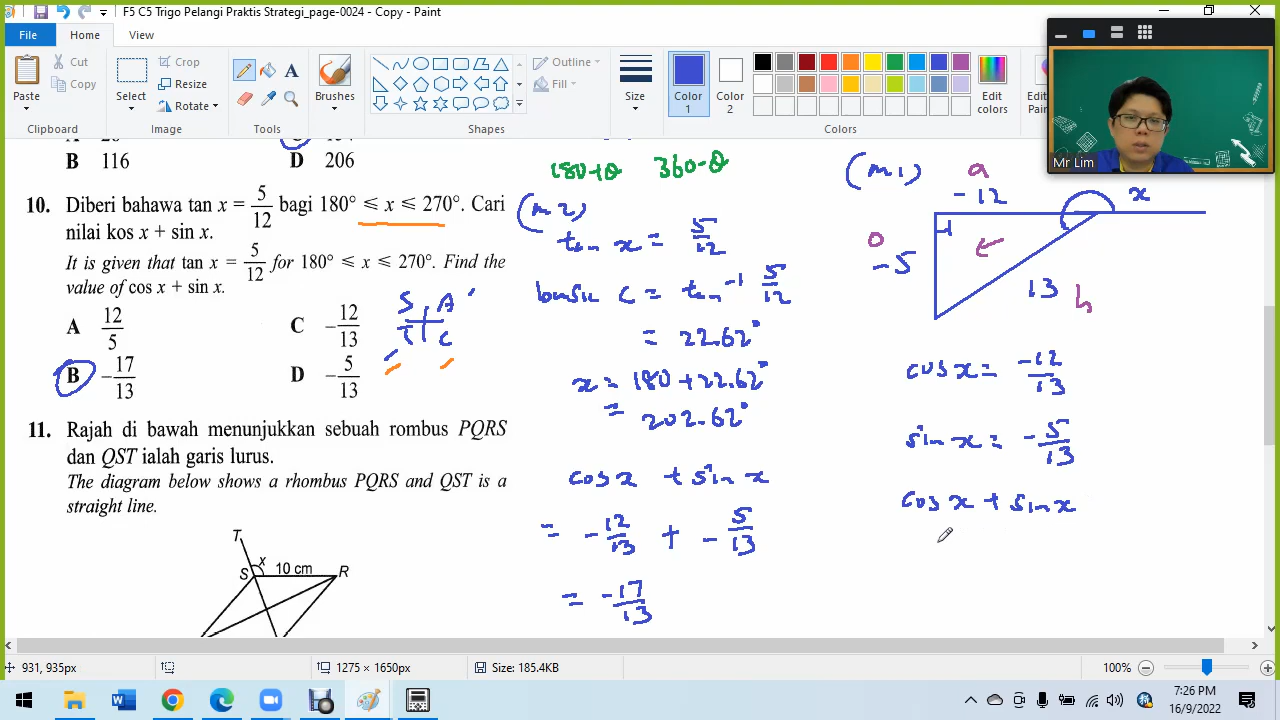 F5 C5 Trigo Pelangi Praktis Strategi_page-0024 - Copy - Paint
File Home View
Paste Cut Copy Clipboard
Select Crop Resize Rotate Image
Tools
Brushes
Shapes
Outline Fill
Size
Color 1
Color 2
Edit colors
Colors
Mr Lim
B 116 D 206
10. Diberi bahawa tan x = 5/12 bagi 180° ≤ x ≤ 270°. Cari
nilai kos x + sin x.
It is given that tan x = 5/12 for 180° ≤ x ≤ 270°. Find the
value of cos x + sin x.
A 12/5 C -12/13
B -17/13 D -5/13
S A
T C
11. Rajah di bawah menunjukkan sebuah rombus PQRS
dan QST ialah garis lurus.
The diagram below shows a rhombus PQRS and QST is a
straight line.
T
x
S 10 cm R
180+θ 360-θ
(m2)
tan x = 5/12
basic c = tan⁻¹ 5/12
= 22.62°
x = 180 + 22.62°
= 202.62°
cos x + sin x
= -12/13 + -5/13
= -17/13
(m1)
a
-12 x
o
-5
13 h
cos x = -12/13
sin x = -5/13
cos x + sin x
931, 935px
1275 × 1650px
Size: 185.4KB
100%
7:26 PM
16/9/2022